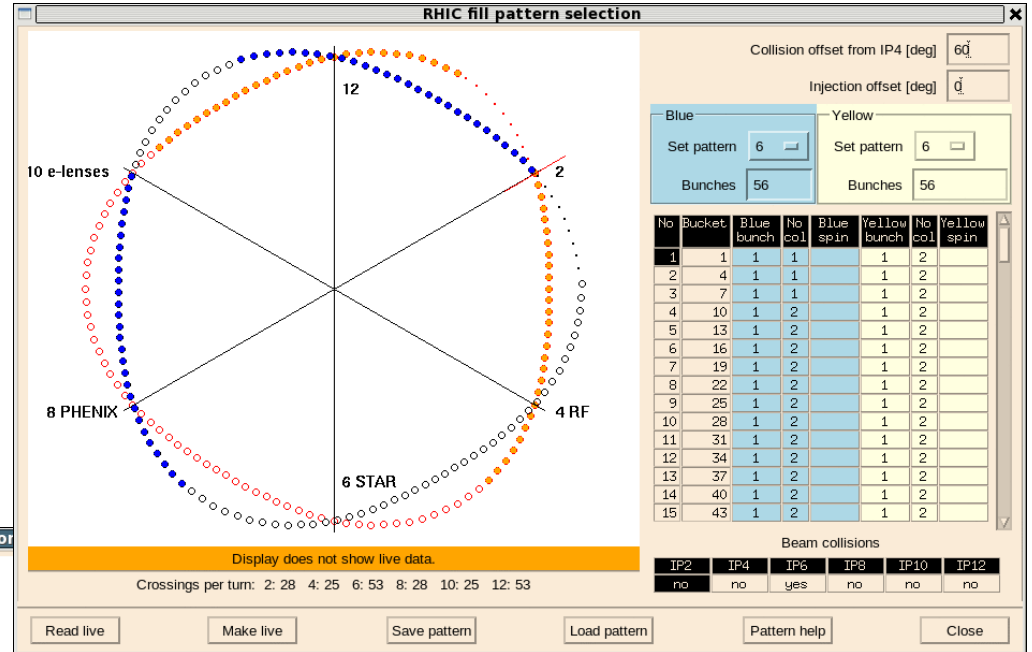 RHIC fill pattern selection
12
2
10 e-lenses
8 PHENIX
4 RF
6 STAR
Display does not show live data.
Crossings per turn: 2: 28 4: 25 6: 53 8: 28 10: 25 12: 53
Collision offset from IP4 [deg] 60
Injection offset [deg] 0
Blue
Set pattern 6
Bunches 56
Yellow
Set pattern 6
Bunches 56
No Bucket Blue bunch No col Blue spin Yellow bunch No col Yellow spin
1 1 1 1 1 2
2 4 1 1 1 2
3 7 1 1 1 2
4 10 1 2 1 2
5 13 1 2 1 2
6 16 1 2 1 2
7 19 1 2 1 2
8 22 1 2 1 2
9 25 1 2 1 2
10 28 1 2 1 2
11 31 1 2 1 2
12 34 1 2 1 2
13 37 1 2 1 2
14 40 1 2 1 2
15 43 1 2 1 2
Beam collisions
IP2 IP4 IP6 IP8 IP10 IP12
no no yes no no no
Read live Make live Save pattern Load pattern Pattern help Close